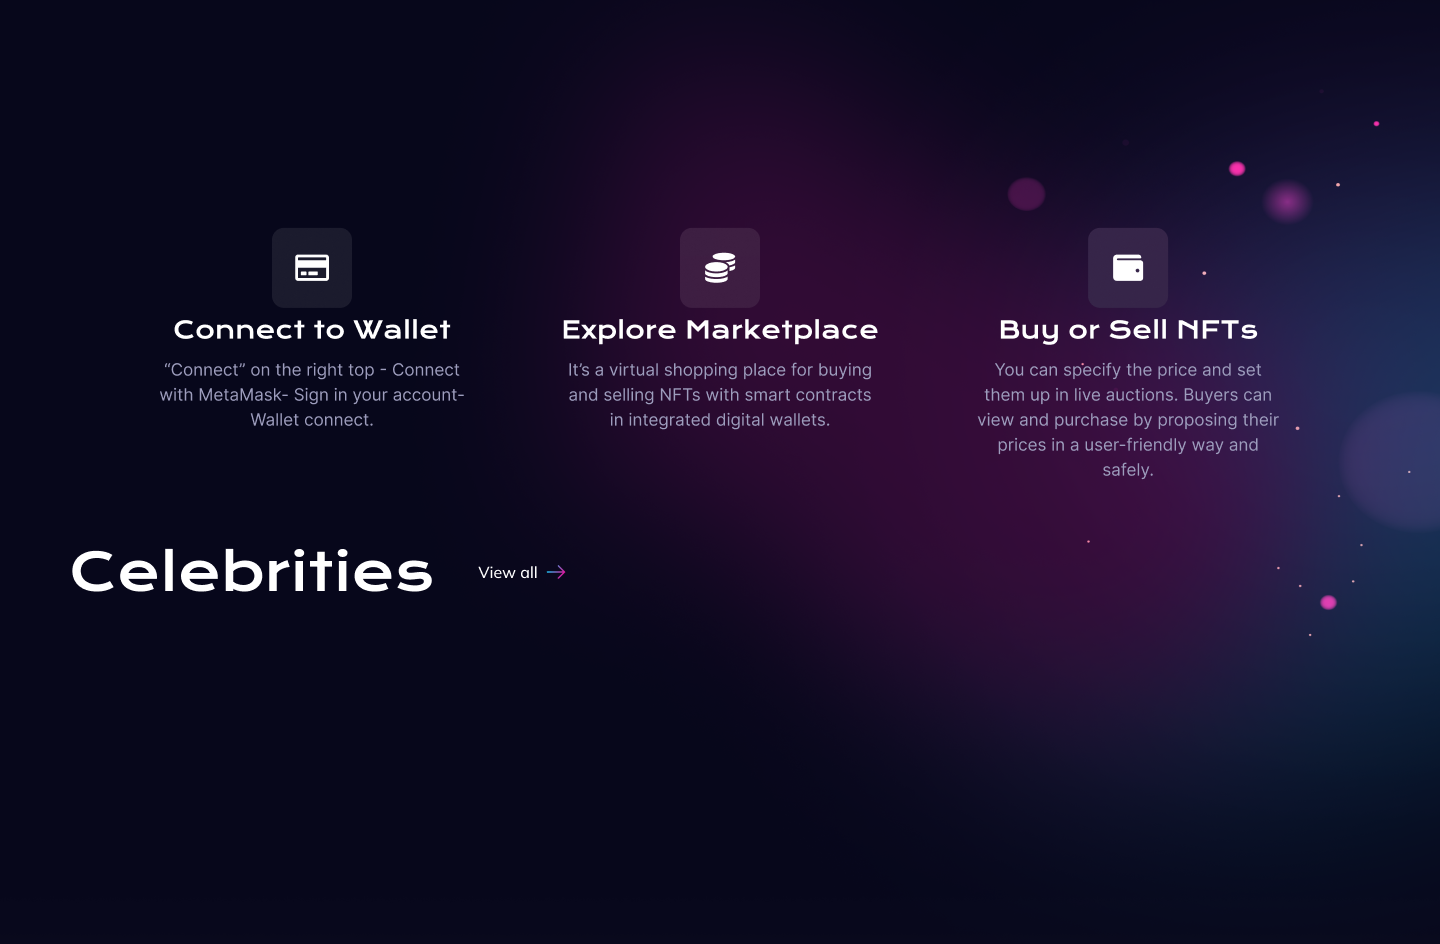 Connect to Wallet
“Connect” on the right top - Connect
with MetaMask- Sign in your account-
Wallet connect.
Explore Marketplace
It’s a virtual shopping place for buying
and selling NFTs with smart contracts
in integrated digital wallets.
Buy or Sell NFTs
You can specify the price and set
them up in live auctions. Buyers can
view and purchase by proposing their
prices in a user-friendly way and
safely.
Celebrities
View all